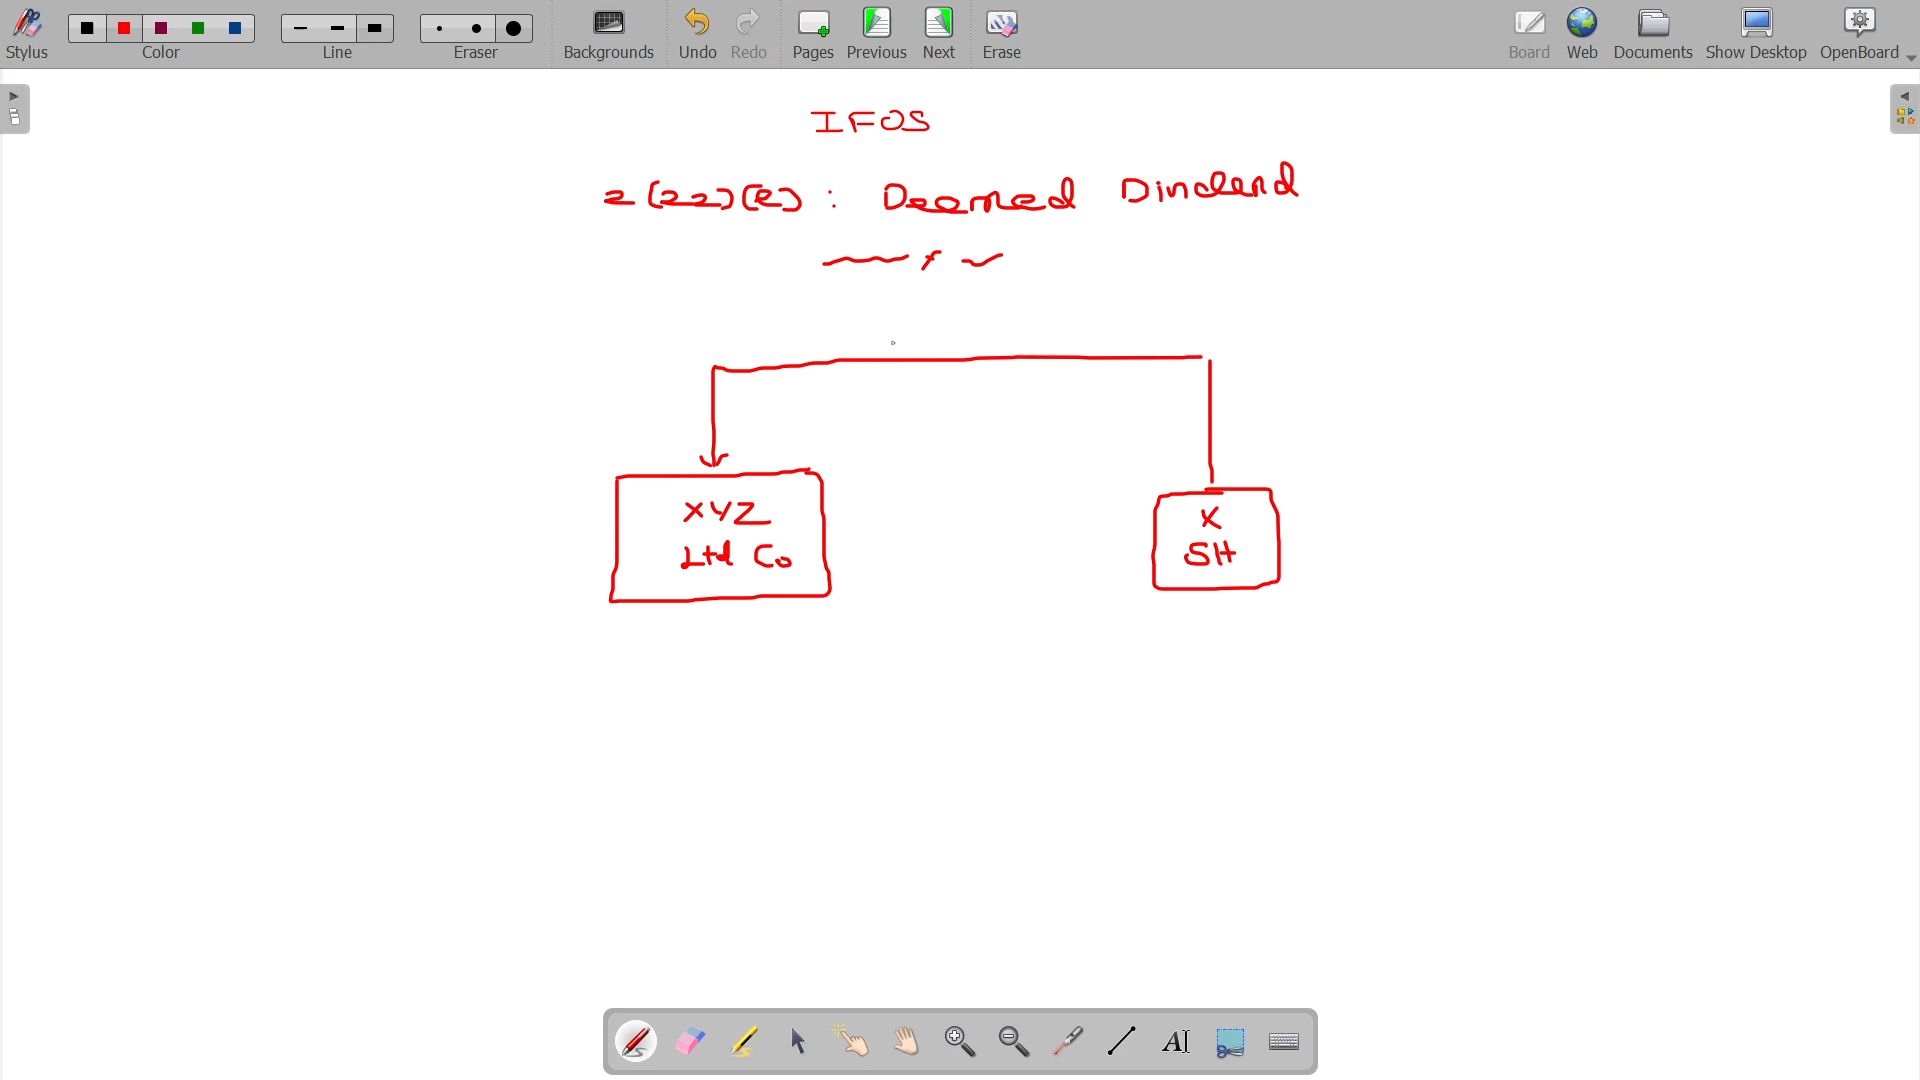 Stylus Color Line Eraser Backgrounds Undo Redo Pages Previous Next Erase Board Web Documents Show Desktop OpenBoard
IFOS
2(22)(e): Deemed Dividend
XYZ
Ltd Co
X
SH
AI